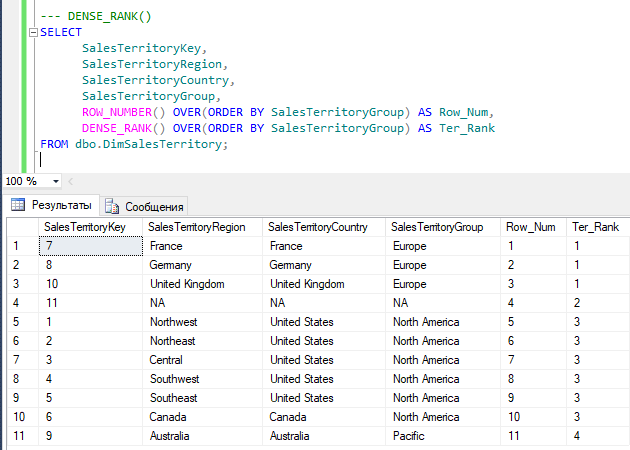 --- DENSE_RANK()
SELECT
SalesTerritoryKey,
SalesTerritoryRegion,
SalesTerritoryCountry,
SalesTerritoryGroup,
ROW_NUMBER() OVER(ORDER BY SalesTerritoryGroup) AS Row_Num,
DENSE_RANK() OVER(ORDER BY SalesTerritoryGroup) AS Ter_Rank
FROM dbo.DimSalesTerritory;
100 %
Результаты Сообщения
SalesTerritoryKey SalesTerritoryRegion SalesTerritoryCountry SalesTerritoryGroup Row_Num Ter_Rank
1 7 France France Europe 1 1
2 8 Germany Germany Europe 2 1
3 10 United Kingdom United Kingdom Europe 3 1
4 11 NA NA NA 4 2
5 1 Northwest United States North America 5 3
6 2 Northeast United States North America 6 3
7 3 Central United States North America 7 3
8 4 Southwest United States North America 8 3
9 5 Southeast United States North America 9 3
10 6 Canada Canada North America 10 3
11 9 Australia Australia Pacific 11 4